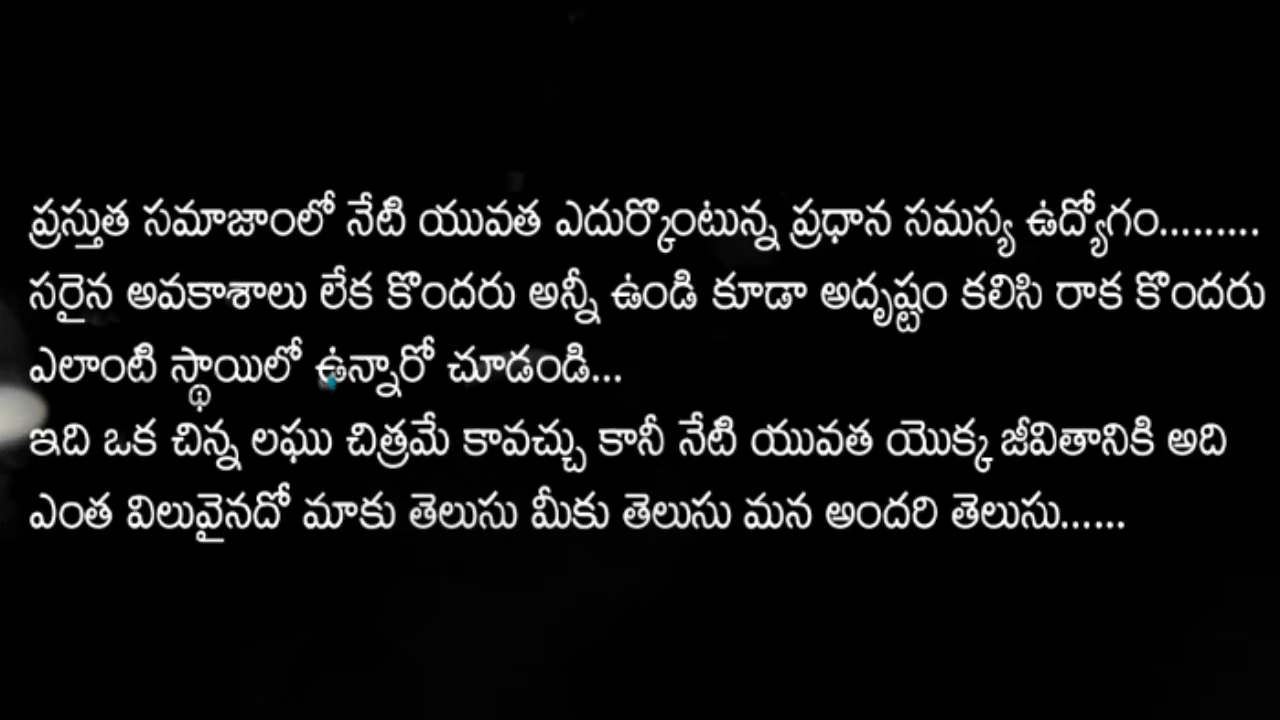 ప్రస్తుత సమాజాంలో నేటి యువత ఎదుర్కొంటున్న ప్రధాన సమస్య ఉద్యోగం.........
సరైన అవకాశాలు లేక కొందరు అన్నీ ఉండి కూడా అదృష్టం కలిసి రాక కొందరు
ఎలాంటి స్థాయిలో ఉన్నారో చూడండి...
ఇది ఒక చిన్న లఘు చిత్రమే కావచ్చు కానీ నేటి యువత యొక్క జీవితానికి అది
ఎంత విలువైనదో మాకు తెలుసు మీకు తెలుసు మన అందరి తెలుసు......